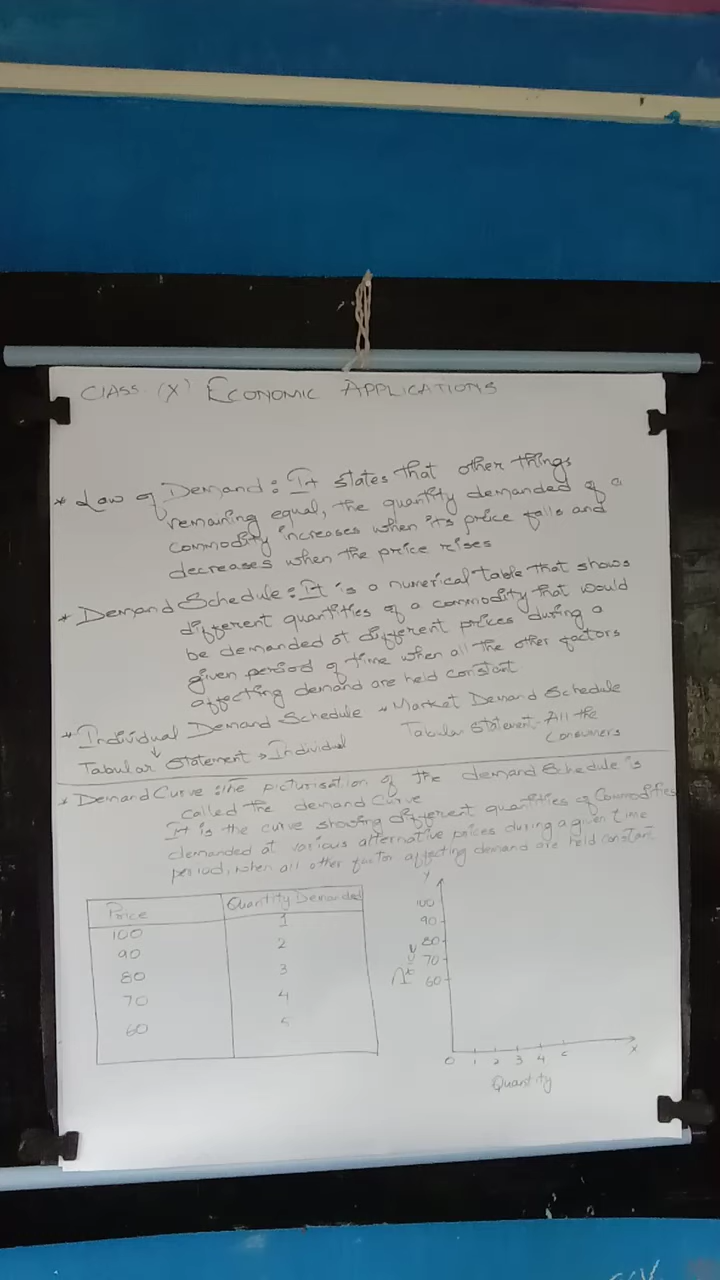 CLASS (X) ECONOMIC APPLICATIONS
* Law of Demand: It states that other things
remaining equal, the quantity demanded of a
commodity increases when its price falls and
decreases when the price rises
* Demand Schedule: It is a numerical table that shows
different quantities of a commodity that would
be demanded at different prices during a
given period of time when all the other factors
affecting demand are held constant
* Individual Demand Schedule * Market Demand Schedule
Tabular Statement → Individual
Tabular Statement - All the
Consumers
* Demand Curve: The picturisation of the demand Schedule is
called the demand Curve
It is the curve showing different quantities of Commodities
demanded at various alternative prices during a given time
period, when all other factor affecting demand are held constant
Price Quantity Demanded
100 1
90 2
80 3
70 4
60 5
Y
100
90
80
70
60
0 1 2 3 4 5 X
Quantity